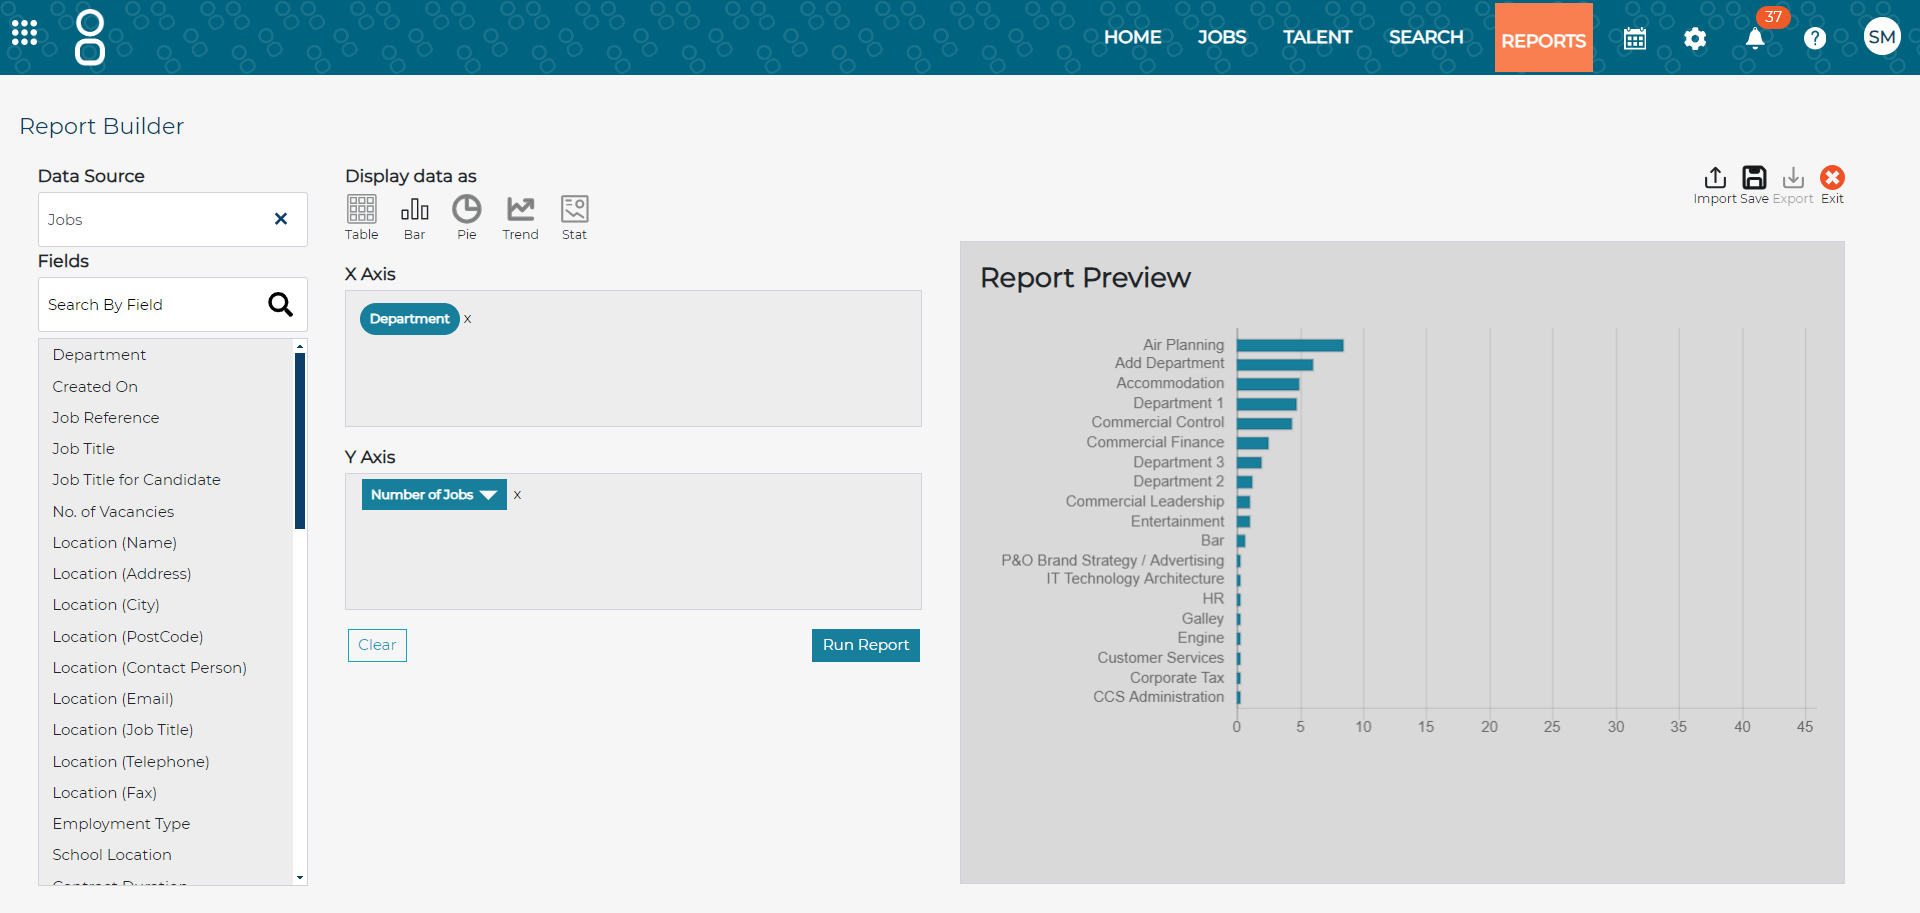 HOME JOBS TALENT SEARCH REPORTS 37 SM
Report Builder
Data Source
Jobs
Fields
Search By Field
Department
Created On
Job Reference
Job Title
Job Title for Candidate
No. of Vacancies
Location (Name)
Location (Address)
Location (City)
Location (PostCode)
Location (Contact Person)
Location (Email)
Location (Job Title)
Location (Telephone)
Location (Fax)
Employment Type
School Location
Contract Duration
Display data as
Table Bar Pie Trend Stat
X Axis
Department x
Y Axis
Number of Jobs x
Clear Run Report
Import Save Export Exit
Report Preview
Air Planning
Add Department
Accommodation
Department 1
Commercial Control
Commercial Finance
Department 3
Department 2
Commercial Leadership
Entertainment
Bar
P&O Brand Strategy / Advertising
IT Technology Architecture
HR
Galley
Engine
Customer Services
Corporate Tax
CCS Administration
0 5 10 15 20 25 30 35 40 45